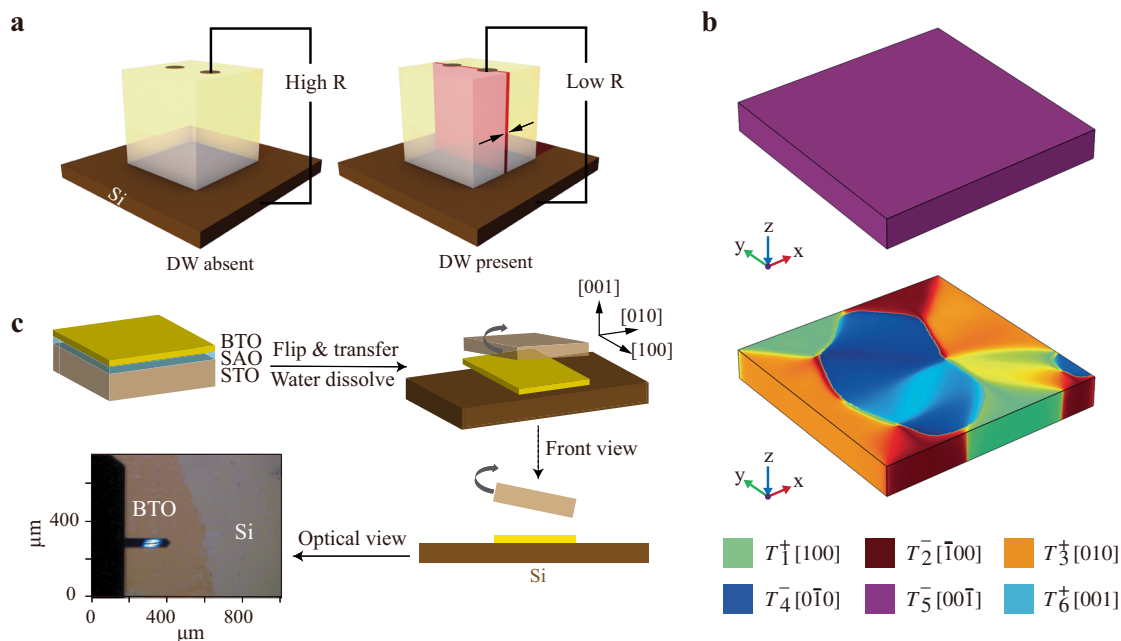 a
High R
Low R
Si
DW absent
DW present
b
z
y
x
z
y
x
T₁⁺[100]
T₂⁻[1̄00]
T₃⁺[010]
T₄⁻[01̄0]
T₅⁻[001̄]
T₆⁺[001]
c
BTO
SAO
STO
Flip & transfer
Water dissolve
[001]
[010]
[100]
Front view
Si
Optical view
BTO
Si
400
0
μm
0
400
800
μm